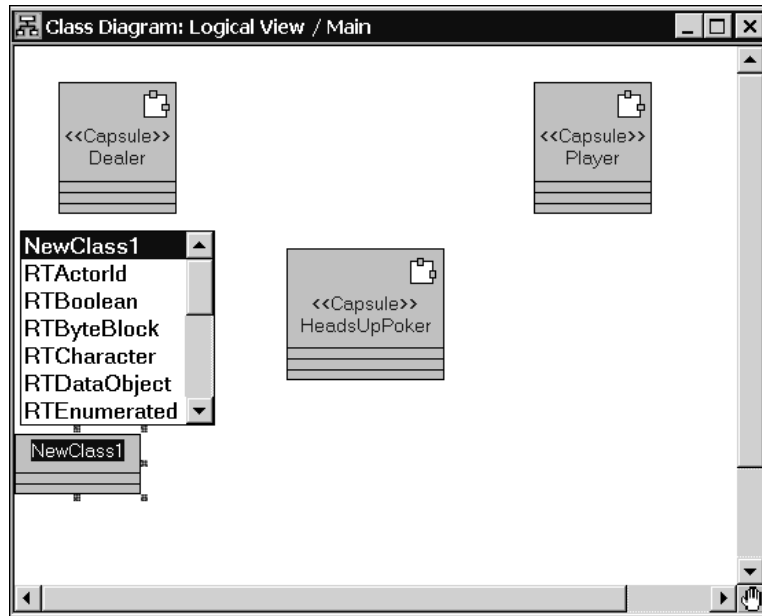 Class Diagram: Logical View / Main
<<Capsule>>
Dealer
<<Capsule>>
Player
NewClass1
RTActorId
RTBoolean
RTByteBlock
RTCharacter
RTDataObject
RTEnumerated
<<Capsule>>
HeadsUpPoker
NewClass1